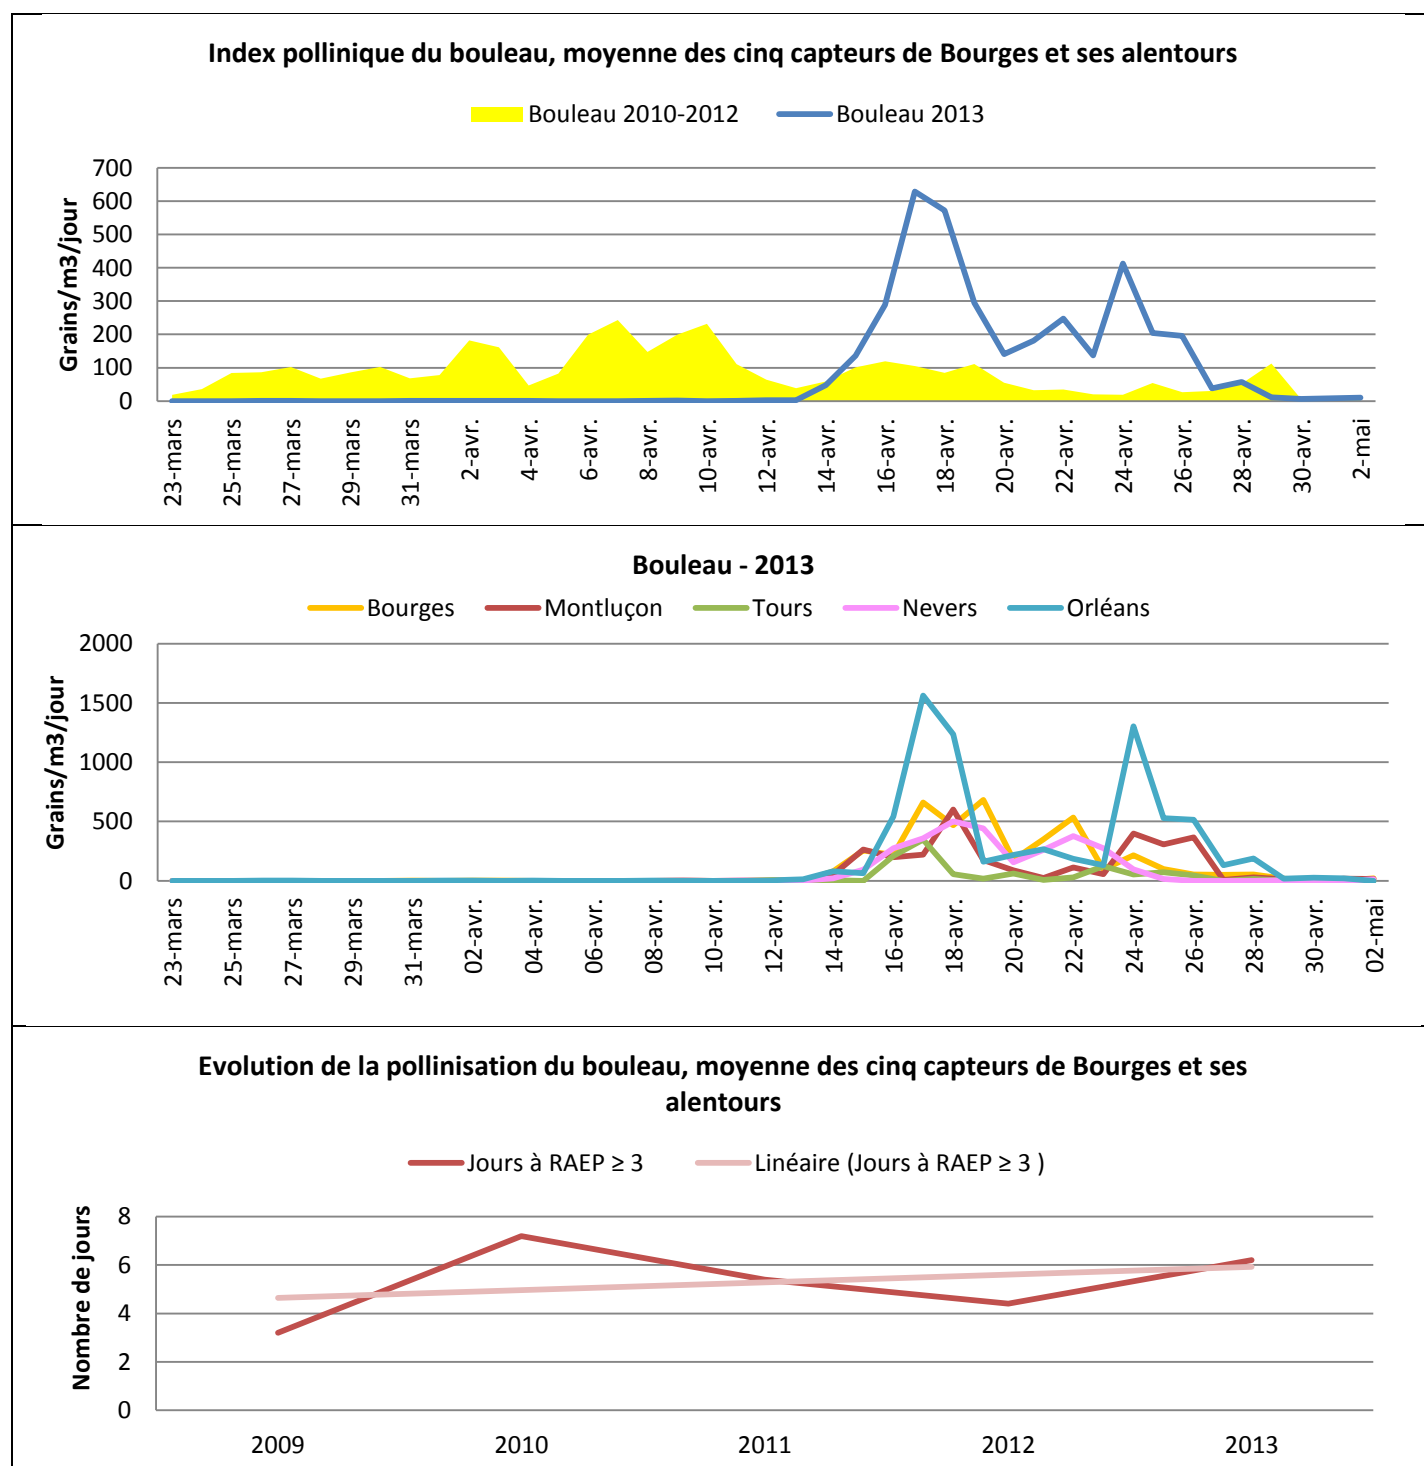 Index pollinique du bouleau, moyenne des cinq capteurs de Bourges et ses alentours
Bouleau 2010-2012 Bouleau 2013
Grains/m3/jour
700
600
500
400
300
200
100
0
23-mars 25-mars 27-mars 29-mars 31-mars 2-avr. 4-avr. 6-avr. 8-avr. 10-avr. 12-avr. 14-avr. 16-avr. 18-avr. 20-avr. 22-avr. 24-avr. 26-avr. 28-avr. 30-avr. 2-mai
Bouleau - 2013
Bourges Montluçon Tours Nevers Orléans
Grains/m3/jour
2000
1500
1000
500
0
23-mars 25-mars 27-mars 29-mars 31-mars 02-avr. 04-avr. 06-avr. 08-avr. 10-avr. 12-avr. 14-avr. 16-avr. 18-avr. 20-avr. 22-avr. 24-avr. 26-avr. 28-avr. 30-avr. 02-mai
Evolution de la pollinisation du bouleau, moyenne des cinq capteurs de Bourges et ses
alentours
Jours à RAEP ≥ 3 Linéaire (Jours à RAEP ≥ 3 )
Nombre de jours
8
6
4
2
0
2009 2010 2011 2012 2013